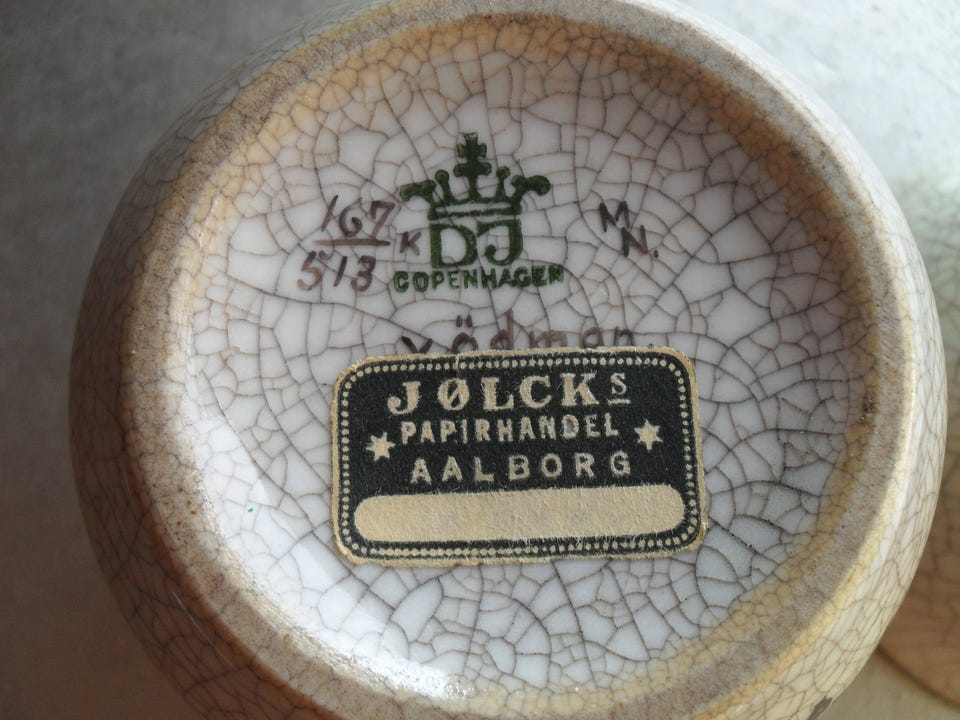 167
513
K
DJ
COPENHAGEN
M
N.
JØLCKs
PAPIRHANDEL
AALBORG